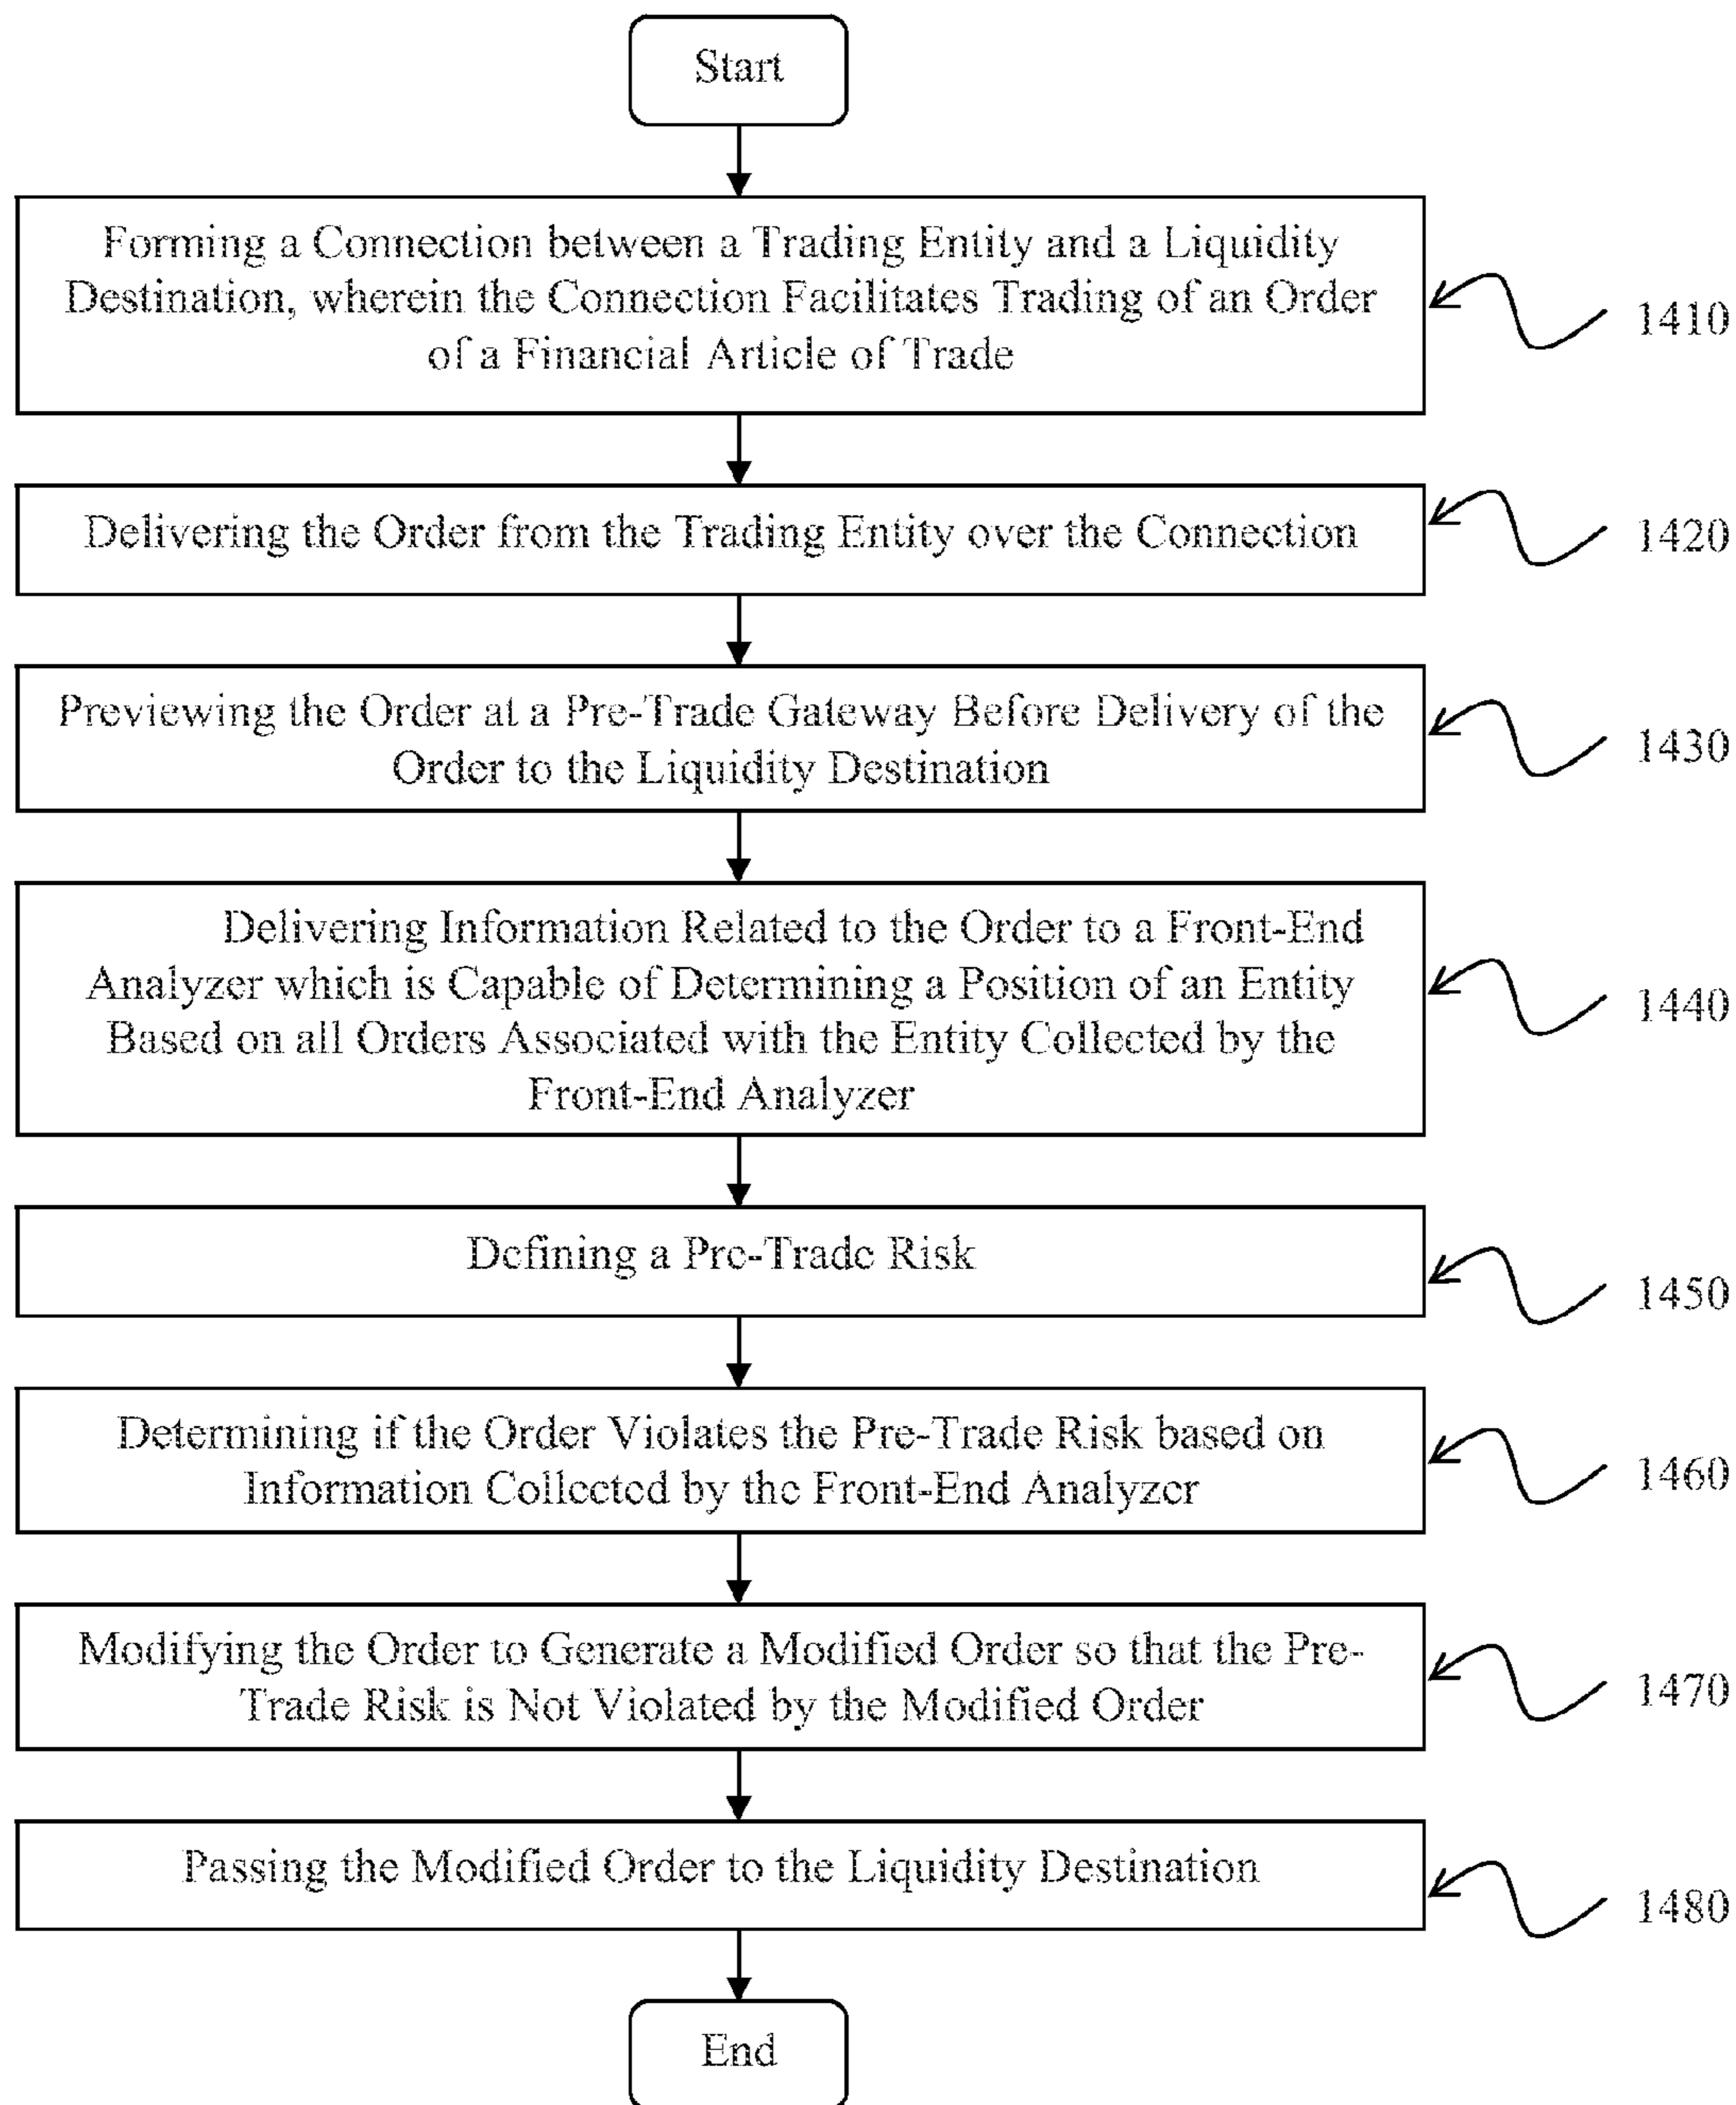 Start
Forming a Connection between a Trading Entity and a Liquidity
Destination, wherein the Connection Facilitates Trading of an Order
of a Financial Article of Trade
1410
Delivering the Order from the Trading Entity over the Connection
1420
Previewing the Order at a Pre-Trade Gateway Before Delivery of the
Order to the Liquidity Destination
1430
Delivering Information Related to the Order to a Front-End
Analyzer which is Capable of Determining a Position of an Entity
Based on all Orders Associated with the Entity Collected by the
Front-End Analyzer
1440
Defining a Pre-Trade Risk
1450
Determining if the Order Violates the Pre-Trade Risk based on
Information Collected by the Front-End Analyzer
1460
Modifying the Order to Generate a Modified Order so that the Pre-
Trade Risk is Not Violated by the Modified Order
1470
Passing the Modified Order to the Liquidity Destination
1480
End